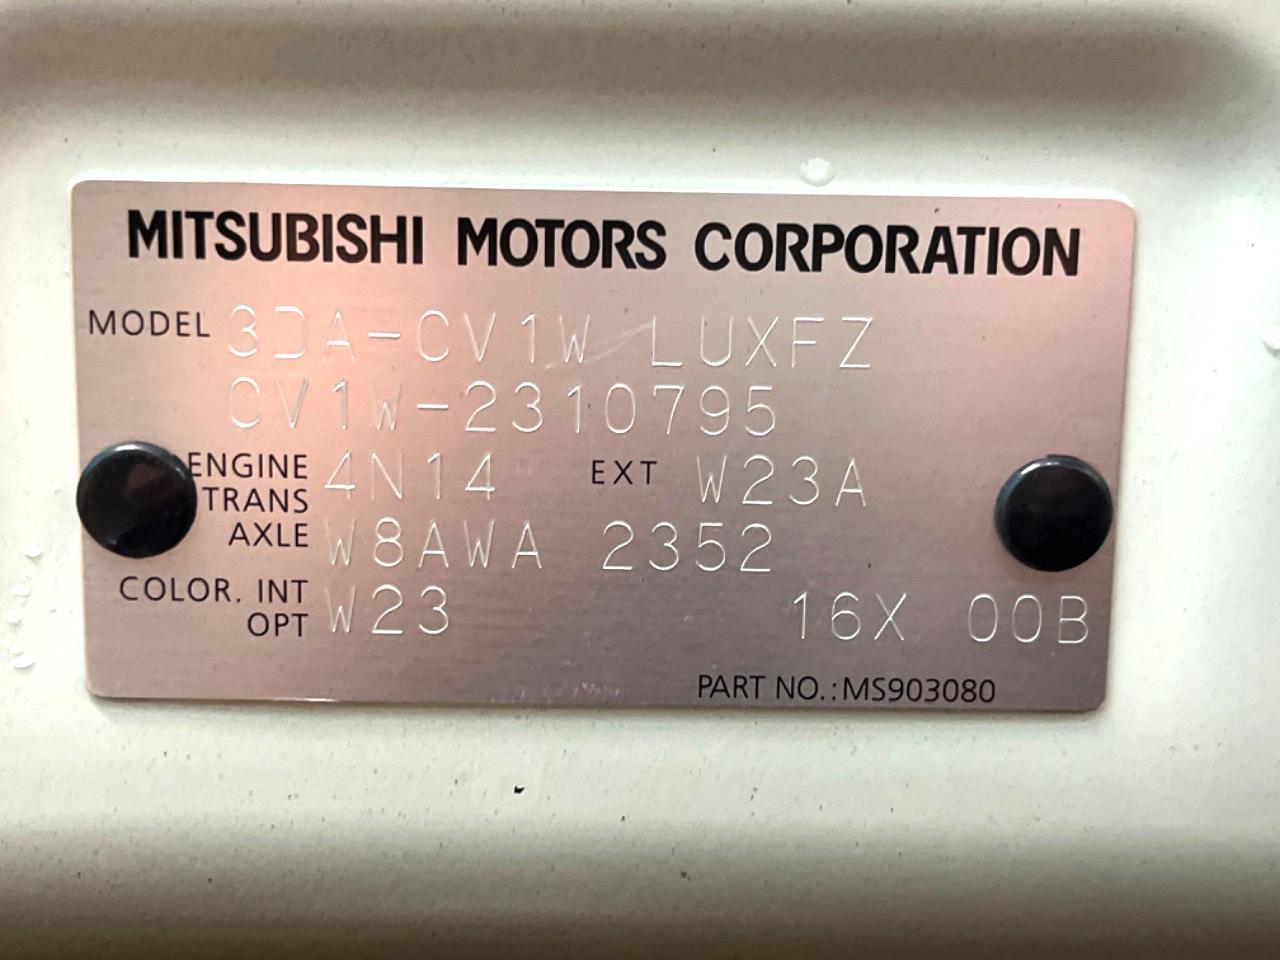 MITSUBISHI MOTORS CORPORATION
MODEL 3DA-CV1W LUXFZ
CV1W-2310795
ENGINE 4N14 EXT W23A
TRANS
AXLE W8AWA 2352
COLOR. INT W23 16X 00B
OPT
PART NO.:MS903080